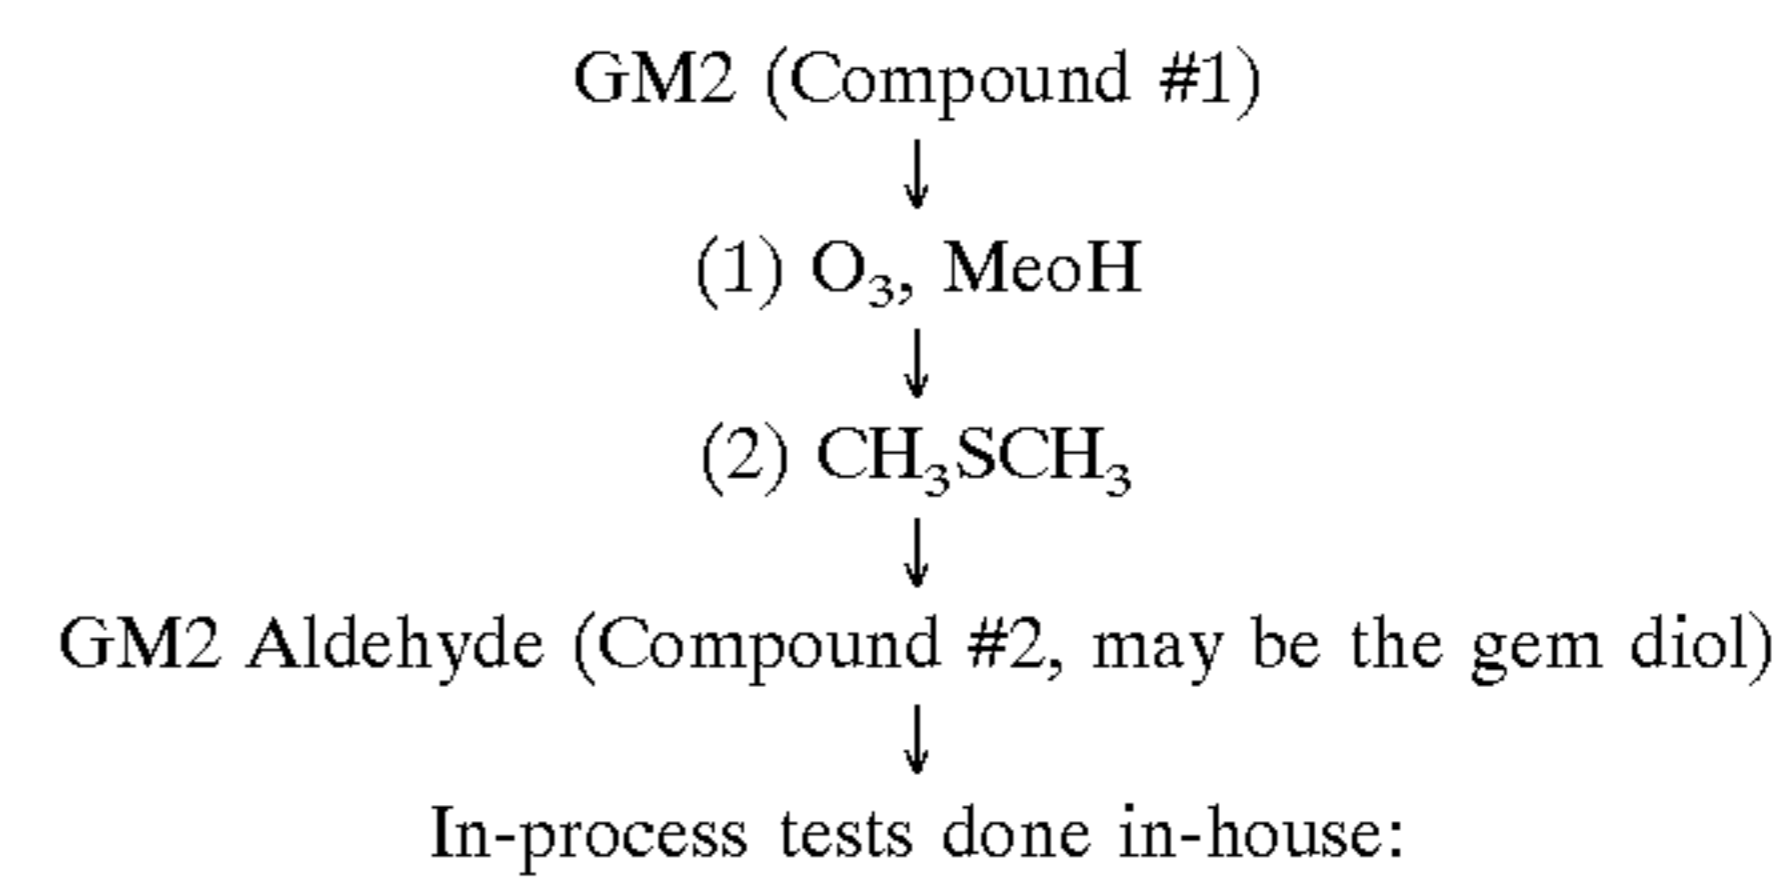 GM2 (Compound #1)
↓
(1) O₃, MeoH
↓
(2) CH₃SCH₃
↓
GM2 Aldehyde (Compound #2, may be the gem diol)
↓
In-process tests done in-house: